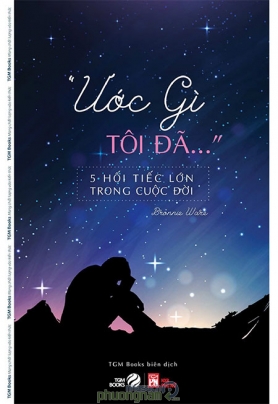 "Ước Gì
TÔI ĐÃ..."
5 HỐI TIẾC LỚN
TRONG CUỘC ĐỜI
Bronnie Ware
TGM Books biên dịch
TGM
BOOKS
phuongnam